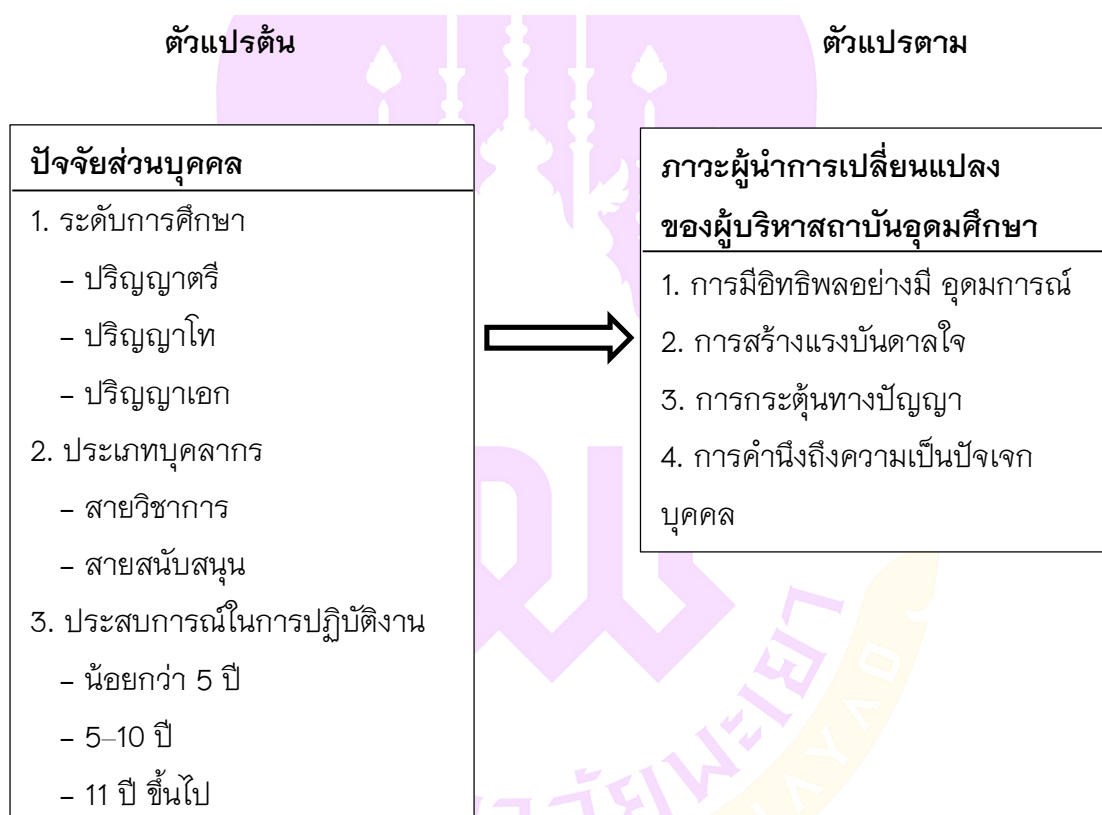 ตัวแปรต้น
ตัวแปรตาม
ปัจจัยส่วนบุคคล
1. ระดับการศึกษา
– ปริญญาตรี
– ปริญญาโท
– ปริญญาเอก
2. ประเภทบุคลากร
– สายวิชาการ
– สายสนับสนุน
3. ประสบการณ์ในการปฏิบัติงาน
– น้อยกว่า 5 ปี
– 5–10 ปี
– 11 ปี ขึ้นไป
ภาวะผู้นำการเปลี่ยนแปลง
ของผู้บริหาสถาบันอุดมศึกษา
1. การมีอิทธิพลอย่างมี อุดมการณ์
2. การสร้างแรงบันดาลใจ
3. การกระตุ้นทางปัญญา
4. การคำนึงถึงความเป็นปัจเจก
บุคคล